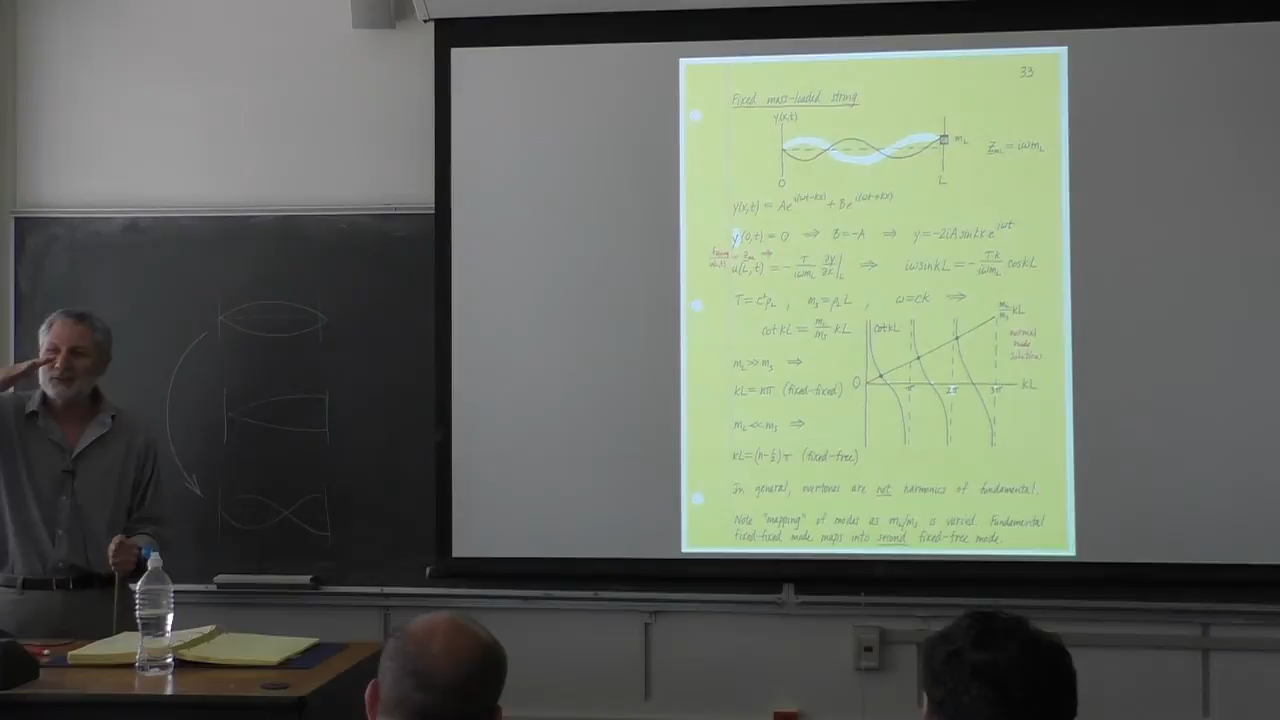 33
Fixed mass-loaded string.
y(x,t)
m_L
Z_mL = iωm_L
0
L
y(x,t) = Ae^i(ωt-kx) + Be^i(ωt+kx)
y(0,t) = 0 ⇒ B = -A ⇒ y = -2iA sin kx e^iωt
u(L,t) = - T/iωm_L ∂y/∂x|_L ⇒ iω sin kL = - Tk/iωm_L cos kL
T = c²ρ_L , m_s = ρ_L L , ω = ck ⇒
cot kL = m_L/m_s kL
cot kL
m_L/m_s kL
normal mode solutions
m_L >> m_s ⇒
0
π
2π
3π
kL
kL = nπ (fixed-fixed)
m_L << m_s ⇒
kL = (n-½)π (fixed-free)
In general, overtones are not harmonics of fundamental.
Note "mapping" of modes as m_L/m_s is varied. Fundamental
fixed-fixed mode maps into second fixed-free mode.